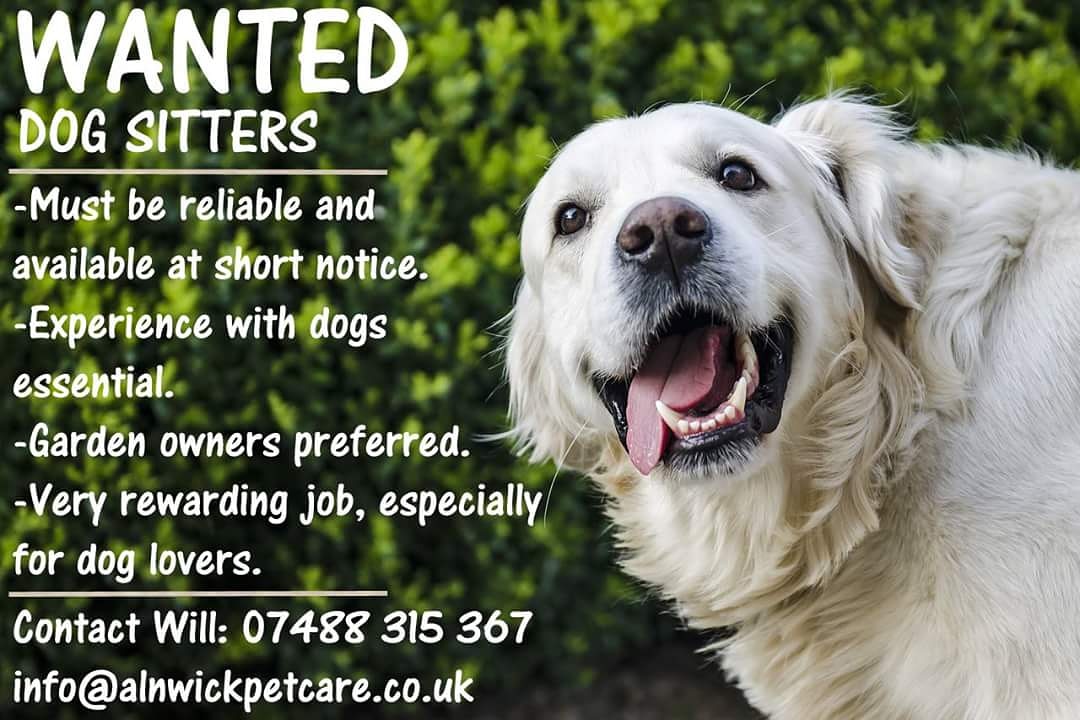 WANTED
DOG SITTERS
-Must be reliable and
available at short notice.
-Experience with dogs
essential.
-Garden owners preferred.
-Very rewarding job, especially
for dog lovers.
Contact Will: 07488 315 367
info@alnwickpetcare.co.uk